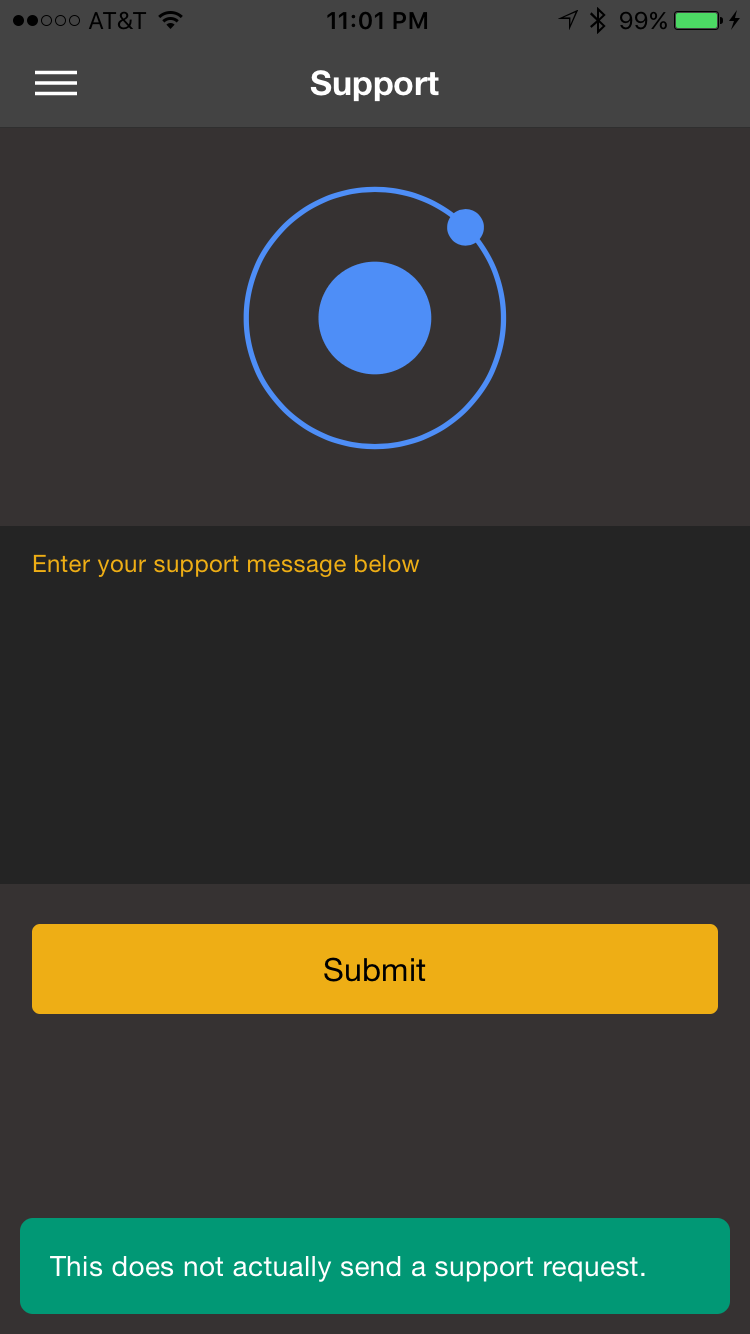 AT&T 11:01 PM 99%
Support
Enter your support message below
Submit
This does not actually send a support request.